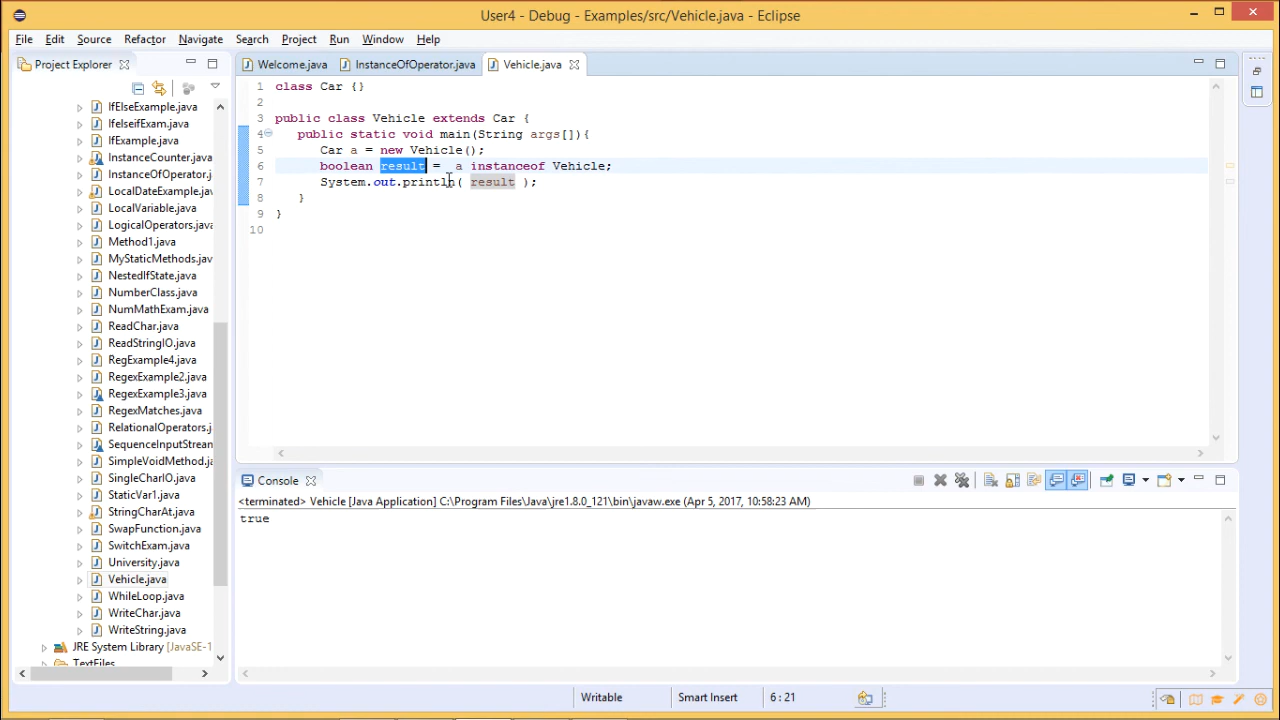 User4 - Debug - Examples/src/Vehicle.java - Eclipse
File Edit Source Refactor Navigate Search Project Run Window Help
Project Explorer
IfElseExample.java
IfelseifExam.java
IfExample.java
InstanceCounter.java
InstanceOfOperator.j
LocalDateExample.j
LocalVariable.java
LogicalOperators.j
Method1.java
MyStaticMethods.j
NestedIfState.java
NumberClass.java
NumMathExam.java
ReadChar.java
ReadStringIO.java
RegExample4.java
RegexExample2.java
RegexExample3.java
RegexMatches.java
RelationalOperators.j
SequenceInputStrean
SimpleVoidMethod.j
SingleCharIO.java
StaticVar1.java
StringCharAt.java
SwapFunction.java
SwitchExam.java
University.java
Vehicle.java
WhileLoop.java
WriteChar.java
WriteString.java
JRE System Library [JavaSE-1
TextFiles
Welcome.java InstanceOfOperator.java Vehicle.java
1 class Car {}
2
3 public class Vehicle extends Car {
4 public static void main(String args[]){
5 Car a = new Vehicle();
6 boolean result = a instanceof Vehicle;
7 System.out.println( result );
8 }
9 }
10
Console
<terminated> Vehicle [Java Application] C:\Program Files\Java\jre1.8.0_121\bin\javaw.exe (Apr 5, 2017, 10:58:23 AM)
true
Writable Smart Insert 6 : 21